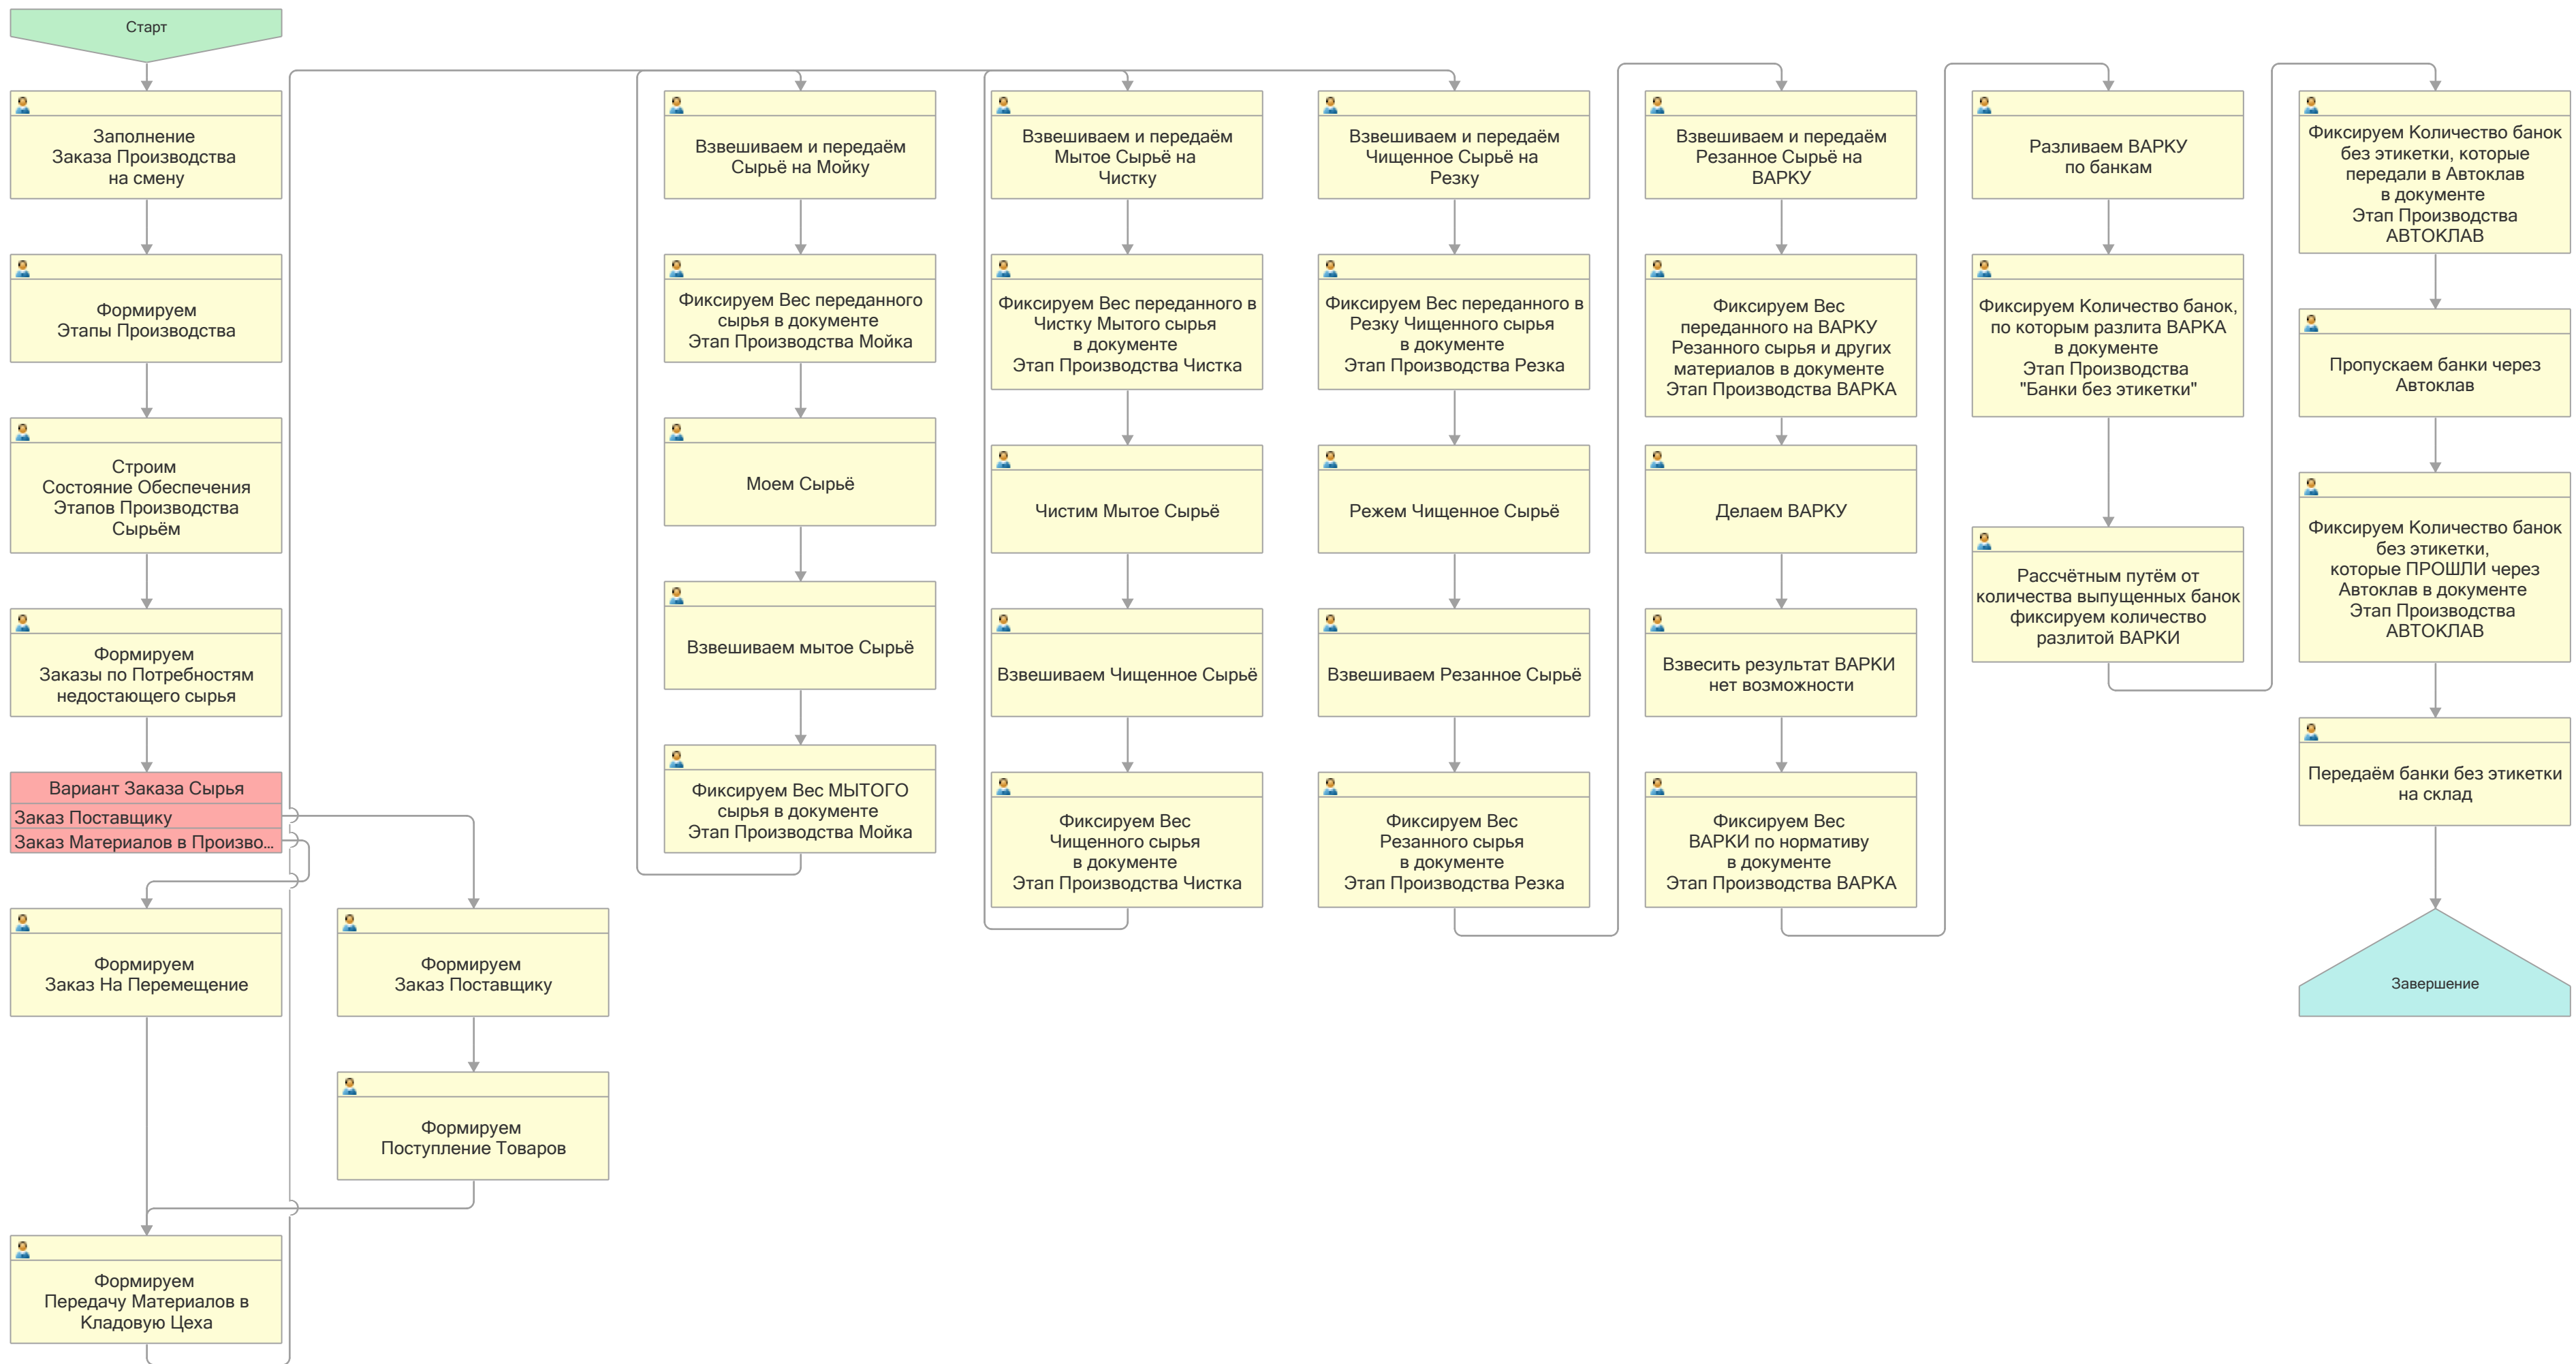 Старт
Заполнение
Заказа Производства
на смену
Формируем
Этапы Производства
Строим
Состояние Обеспечения
Этапов Производства
Сырьём
Формируем
Заказы по Потребностям
недостающего сырья
Вариант Заказа Сырья
Заказ Поставщику
Заказ Материалов в Произво...
Формируем
Заказ На Перемещение
Формируем
Заказ Поставщику
Формируем
Поступление Товаров
Формируем
Передачу Материалов в
Кладовую Цеха
Взвешиваем и передаём
Сырьё на Мойку
Фиксируем Вес переданного
сырья в документе
Этап Производства Мойка
Моем Сырьё
Взвешиваем мытое Сырьё
Фиксируем Вес МЫТОГО
сырья в документе
Этап Производства Мойка
Взвешиваем и передаём
Мытое Сырьё на
Чистку
Фиксируем Вес переданного в
Чистку Мытого сырья
в документе
Этап Производства Чистка
Чистим Мытое Сырьё
Взвешиваем Чищенное Сырьё
Фиксируем Вес
Чищенного сырья
в документе
Этап Производства Чистка
Взвешиваем и передаём
Чищенное Сырьё на
Резку
Фиксируем Вес переданного в
Резку Чищенного сырья
в документе
Этап Производства Резка
Режем Чищенное Сырьё
Взвешиваем Резанное Сырьё
Фиксируем Вес
Резанного сырья
в документе
Этап Производства Резка
Взвешиваем и передаём
Резанное Сырьё на
ВАРКУ
Фиксируем Вес
переданного на ВАРКУ
Резанного сырья и других
материалов в документе
Этап Производства ВАРКА
Делаем ВАРКУ
Взвесить результат ВАРКИ
нет возможности
Фиксируем Вес
ВАРКИ по нормативу
в документе
Этап Производства ВАРКА
Разливаем ВАРКУ
по банкам
Фиксируем Количество банок,
по которым разлита ВАРКА
в документе
Этап Производства
"Банки без этикетки"
Рассчётным путём от
количества выпущенных банок
фиксируем количество
разлитой ВАРКИ
Фиксируем Количество банок
без этикетки, которые
передали в Автоклав
в документе
Этап Производства
АВТОКЛАВ
Пропускаем банки через
Автоклав
Фиксируем Количество банок
без этикетки,
которые ПРОШЛИ через
Автоклав в документе
Этап Производства
АВТОКЛАВ
Передаём банки без этикетки
на склад
Завершение